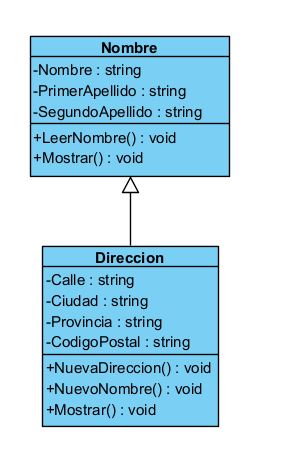 Nombre
-Nombre : string
-PrimerApellido : string
-SegundoApellido : string
+LeerNombre() : void
+Mostrar() : void
Direccion
-Calle : string
-Ciudad : string
-Provincia : string
-CodigoPostal : string
+NuevaDireccion() : void
+NuevoNombre() : void
+Mostrar() : void